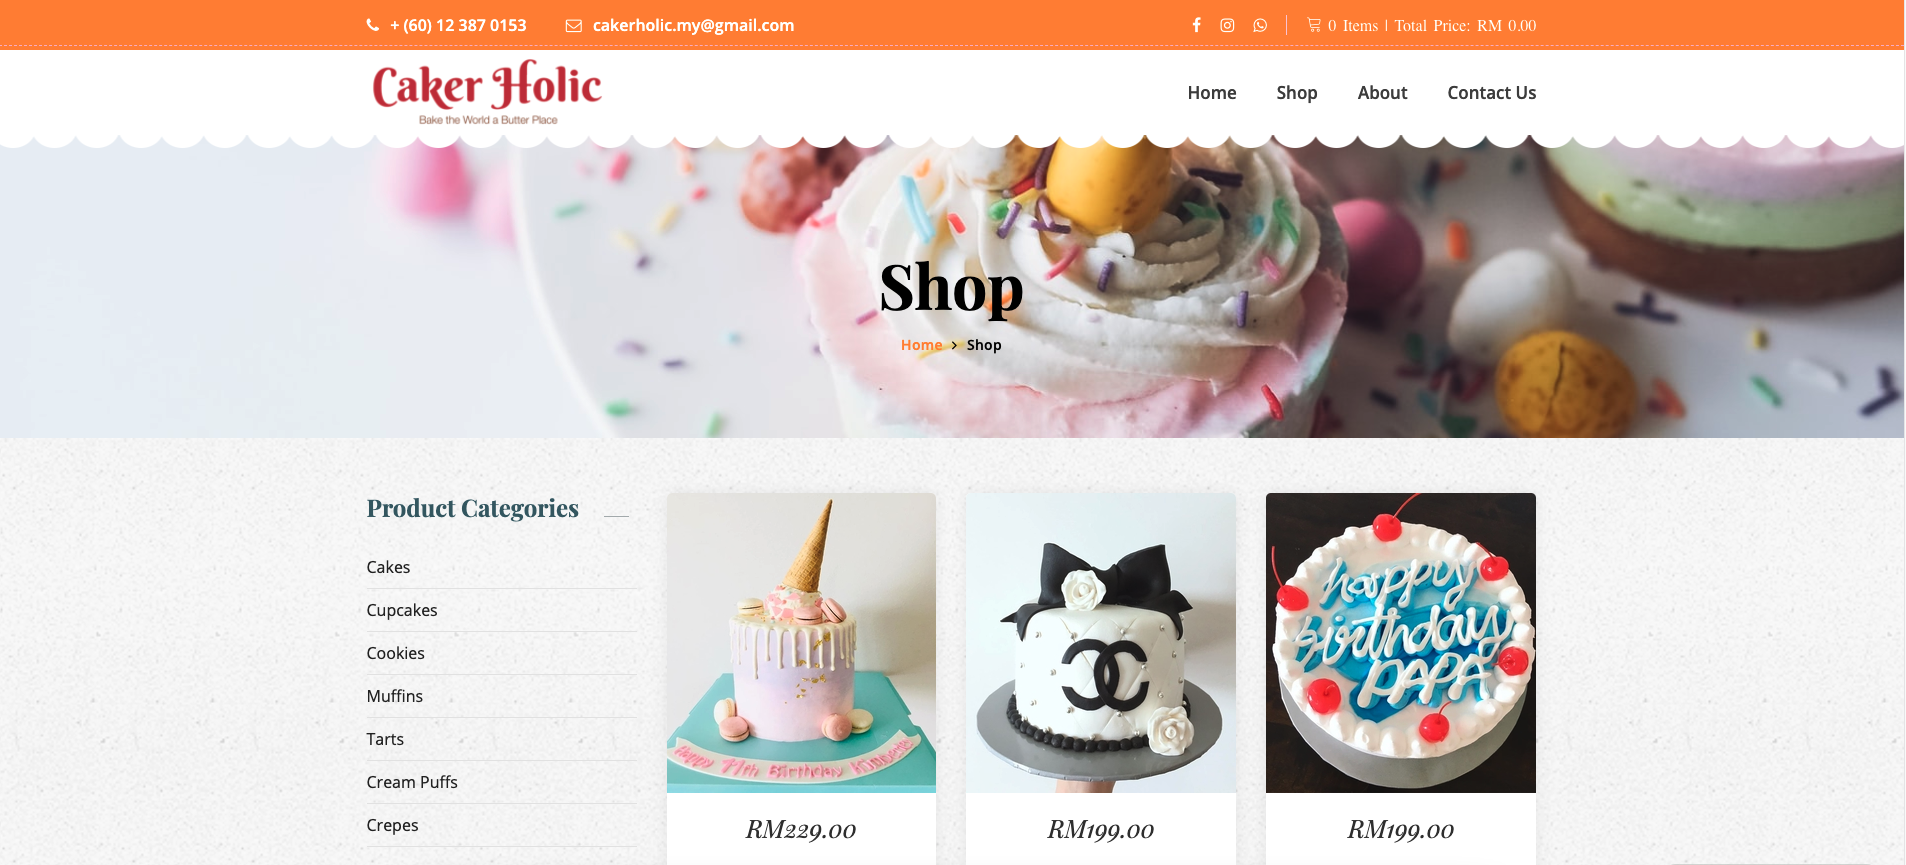 + (60) 12 387 0153 cakerholic.my@gmail.com 0 Items | Total Price: RM 0.00
Caker Holic
Bake the World a Butter Place
Home Shop About Contact Us
Shop
Home > Shop
Product Categories
Cakes
Cupcakes
Cookies
Muffins
Tarts
Cream Puffs
Crepes
Happy 11th Birthday
happy
birthday
PAPA
RM229.00
RM199.00
RM199.00